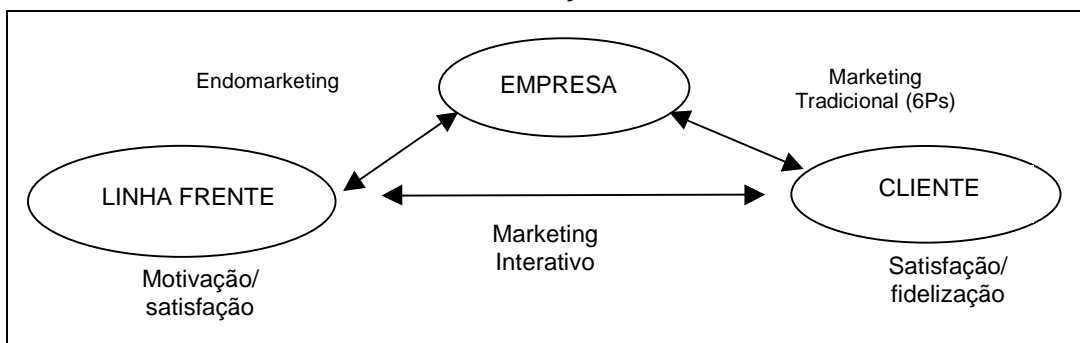 EMPRESA
Endomarketing
Marketing
Tradicional (6Ps)
LINHA FRENTE
CLIENTE
Marketing
Interativo
Motivação/
satisfação
Satisfação/
fidelização